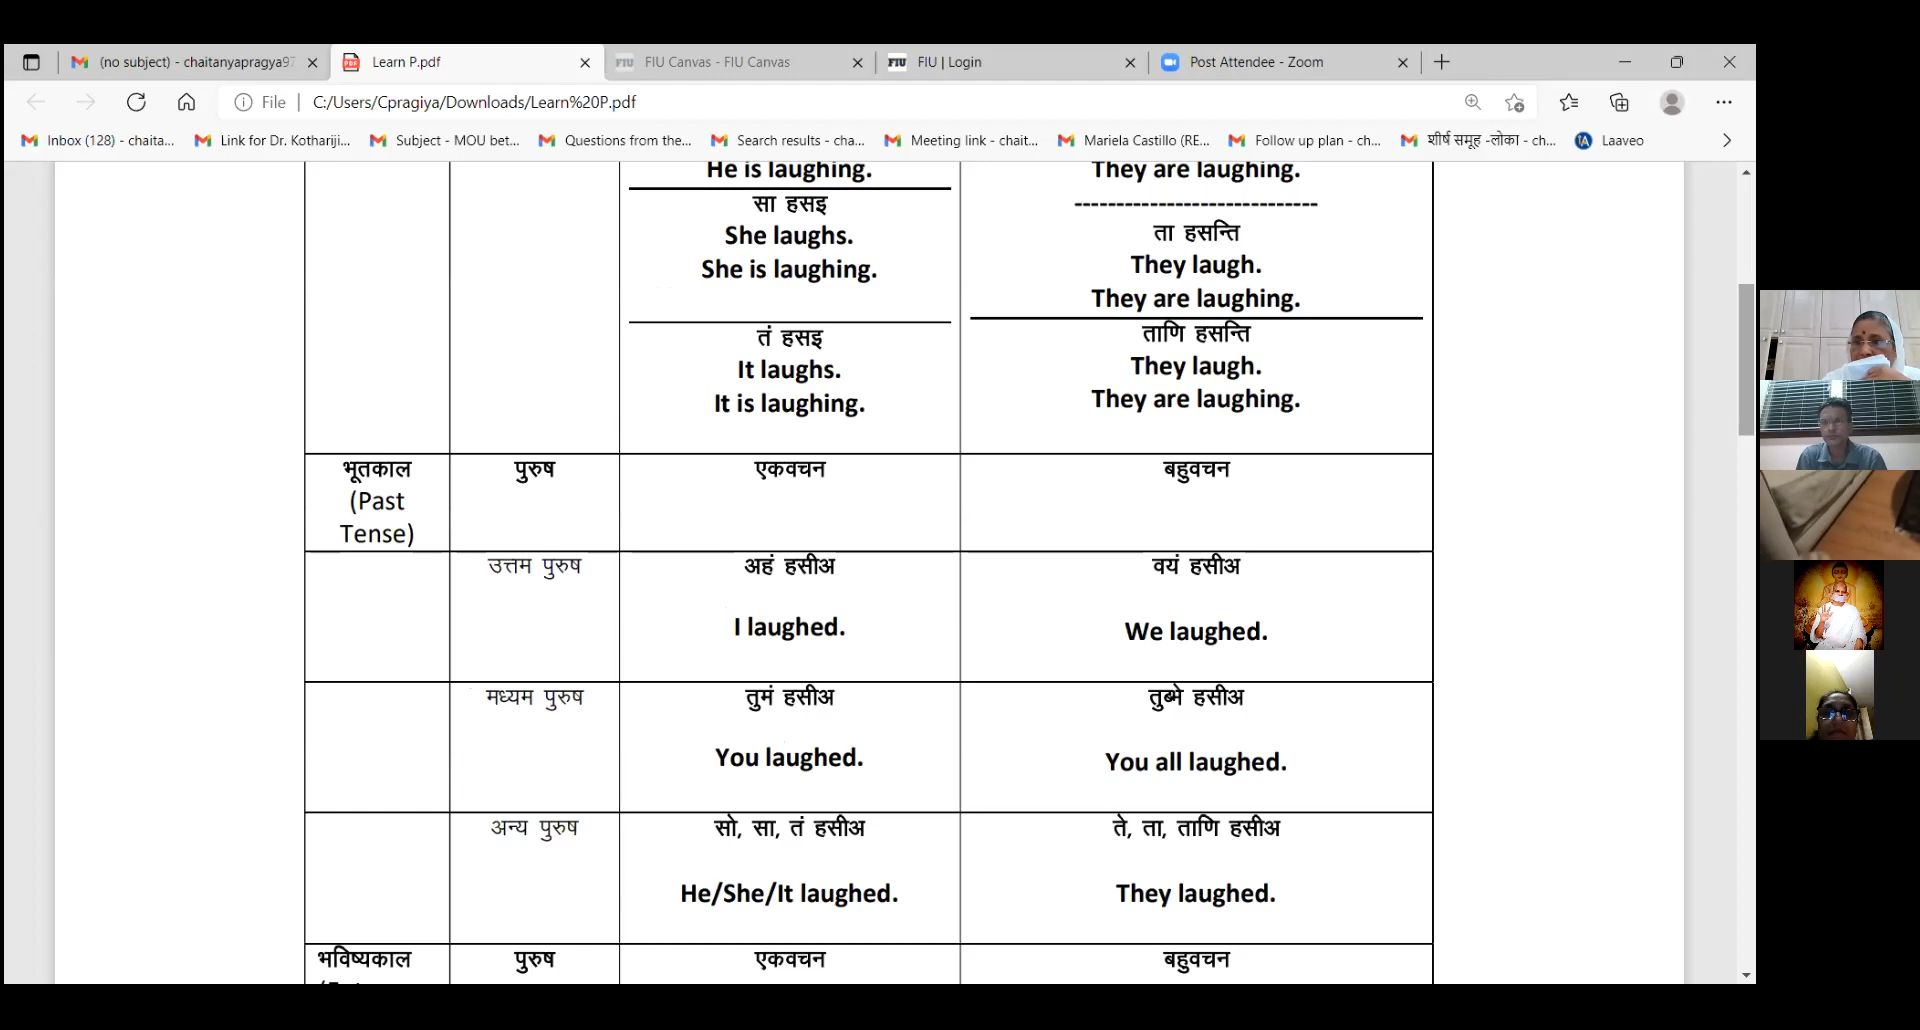 (no subject) - chaitanyapragya97
Learn P.pdf
FIU Canvas - FIU Canvas
FIU | Login
Post Attendee - Zoom
File
C:/Users/Cpragiya/Downloads/Learn%20P.pdf
Inbox (128) - chaita...
Link for Dr. Kothariji...
Subject - MOU bet...
Questions from the...
Search results - cha...
Meeting link - chait...
Mariela Castillo (RE...
Follow up plan - ch...
शीर्ष समूह -लोका - ch...
Laaveo
He is laughing.
They are laughing.
सा हसइ
She laughs.
She is laughing.
ता हसन्ति
They laugh.
They are laughing.
तं हसइ
It laughs.
It is laughing.
ताणि हसन्ति
They laugh.
They are laughing.
भूतकाल
(Past
Tense)
पुरुष
एकवचन
बहुवचन
उत्तम पुरुष
अहं हसीअ
I laughed.
वयं हसीअ
We laughed.
मध्यम पुरुष
तुमं हसीअ
You laughed.
तुब्भे हसीअ
You all laughed.
अन्य पुरुष
सो, सा, तं हसीअ
He/She/It laughed.
ते, ता, ताणि हसीअ
They laughed.
भविष्यकाल
पुरुष
एकवचन
बहुवचन